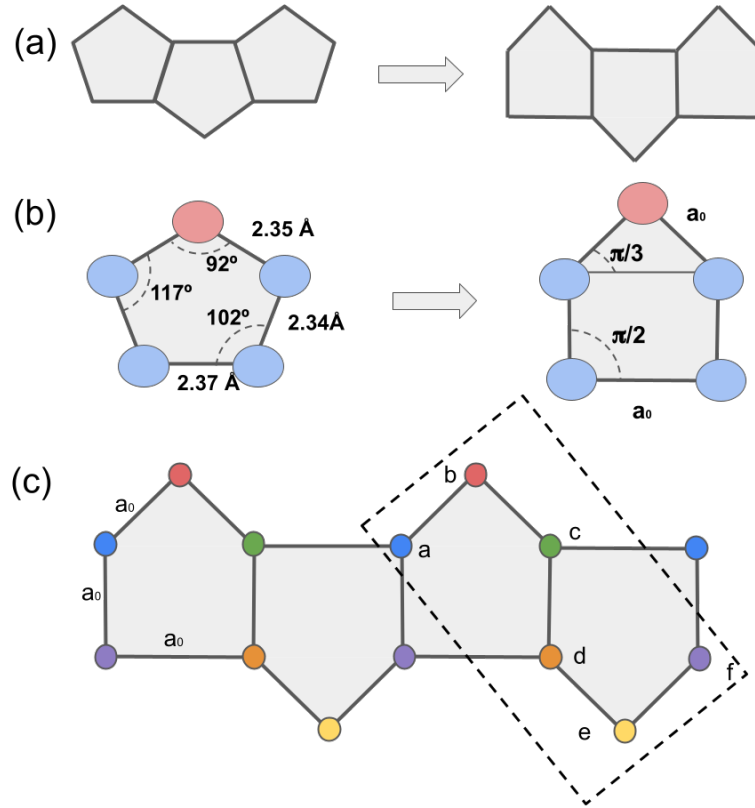 (a)
(b)
2.35 Å
92º
117º
102º
2.34Å
2.37 Å
a₀
π/3
π/2
a₀
(c)
b
a₀
a
c
a₀
a₀
d
f
e